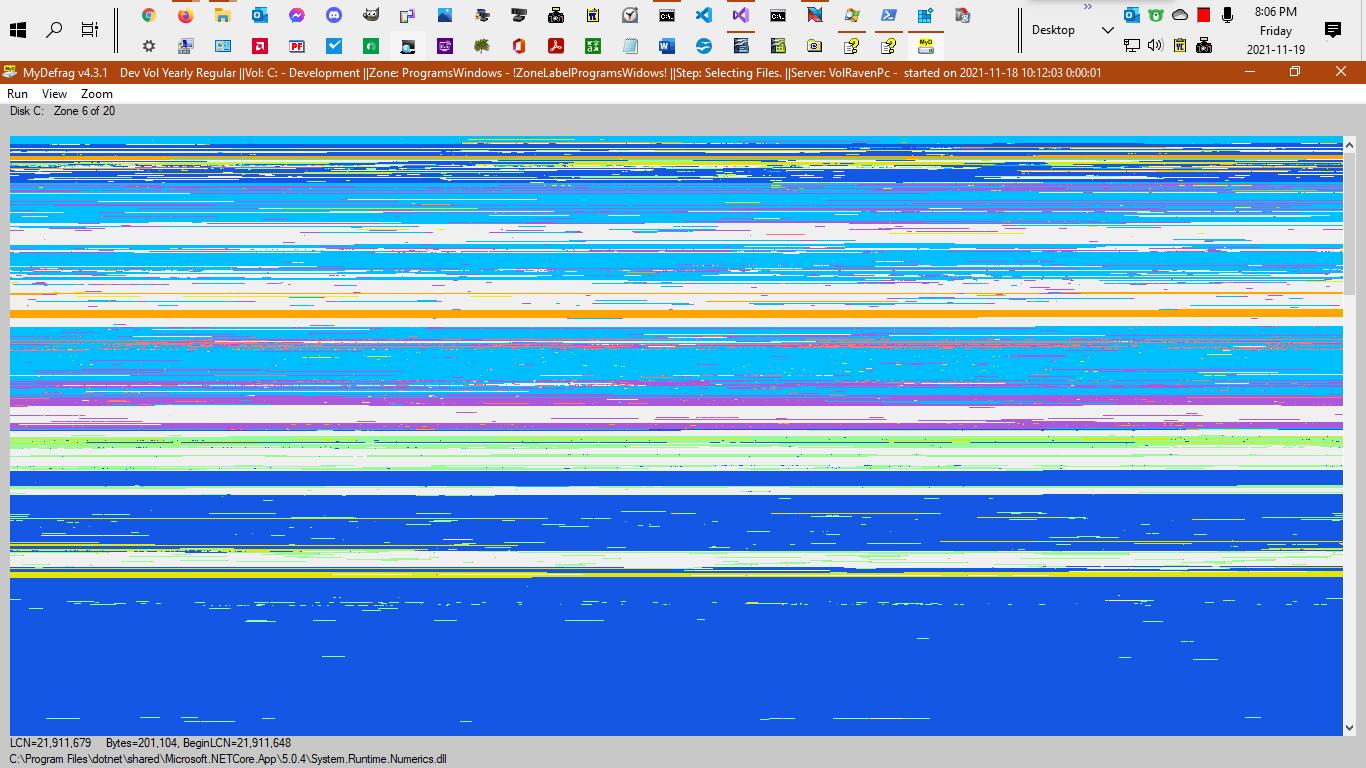 8:06 PM
Friday
2021-11-19
Desktop
MyDefrag v4.3.1 Dev Vol Yearly Regular ||Vol: C: - Development ||Zone: ProgramsWindows - !ZoneLabelProgramsWidows! ||Step: Selecting Files. ||Server: VolRavenPc - started on 2021-11-18 10:12:03 0:00:01
Run View Zoom
Disk C: Zone 6 of 20
LCN=21,911,679 Bytes=201,104, BeginLCN=21,911,648
C:\Program Files\dotnet\shared\Microsoft.NETCore.App\5.0.4\System.Runtime.Numerics.dll